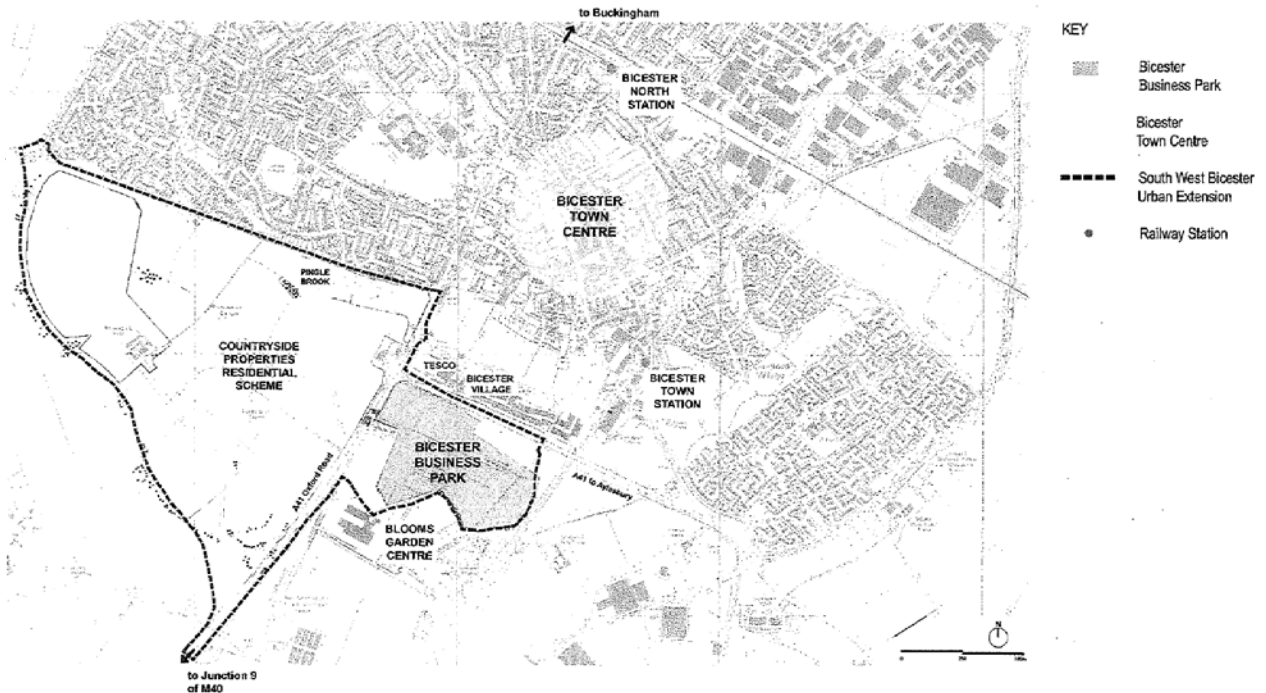 to Buckingham
BICESTER
NORTH
STATION
BICESTER
TOWN
CENTRE
PINGLE
BROOK
COUNTRYSIDE
PROPERTIES
RESIDENTIAL
SCHEME
TESCO
BICESTER
VILLAGE
BICESTER
TOWN
STATION
BICESTER
BUSINESS
PARK
A41 Oxford Road
A41 to Aylesbury
BLOOMS
GARDEN
CENTRE
to Junction 9
of M40
N
0
KEY
Bicester
Business Park
Bicester
Town Centre
South West Bicester
Urban Extension
Railway Station